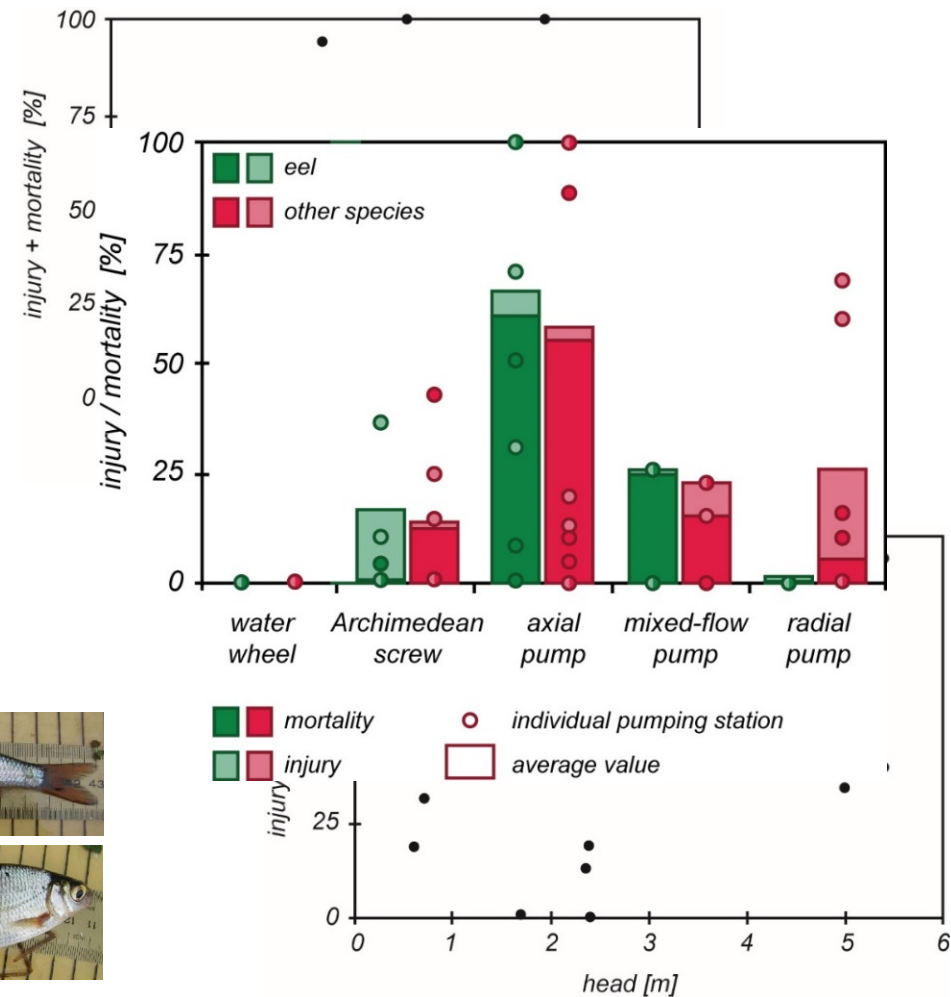 100
injury + mortality [%]
75
50
25
0
100
injury / mortality [%]
75
50
25
0
eel
other species
water wheel
Archimedean screw
axial pump
mixed-flow pump
radial pump
mortality
injury
individual pumping station
average value
injury
25
0
0 1 2 3 4 5 6
head [m]
43